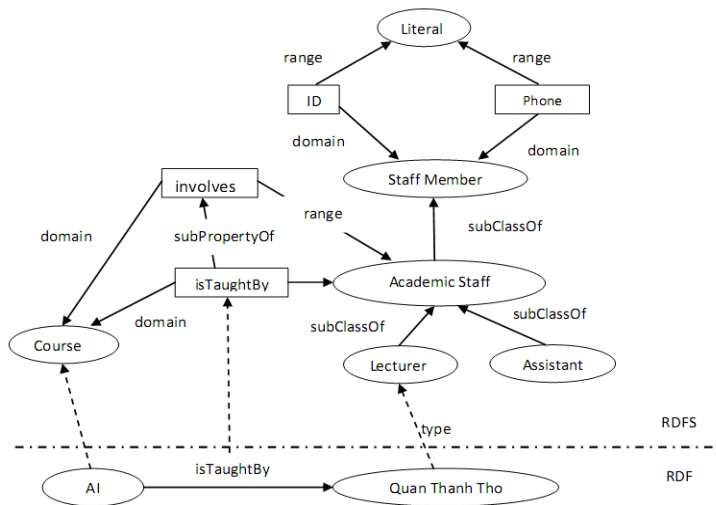 Literal
range
range
ID
Phone
domain
domain
Staff Member
involves
range
domain
subPropertyOf
subClassOf
isTaughtBy
Academic Staff
domain
subClassOf
subClassOf
Course
Lecturer
Assistant
type
RDFS
isTaughtBy
RDF
AI
Quan Thanh Tho